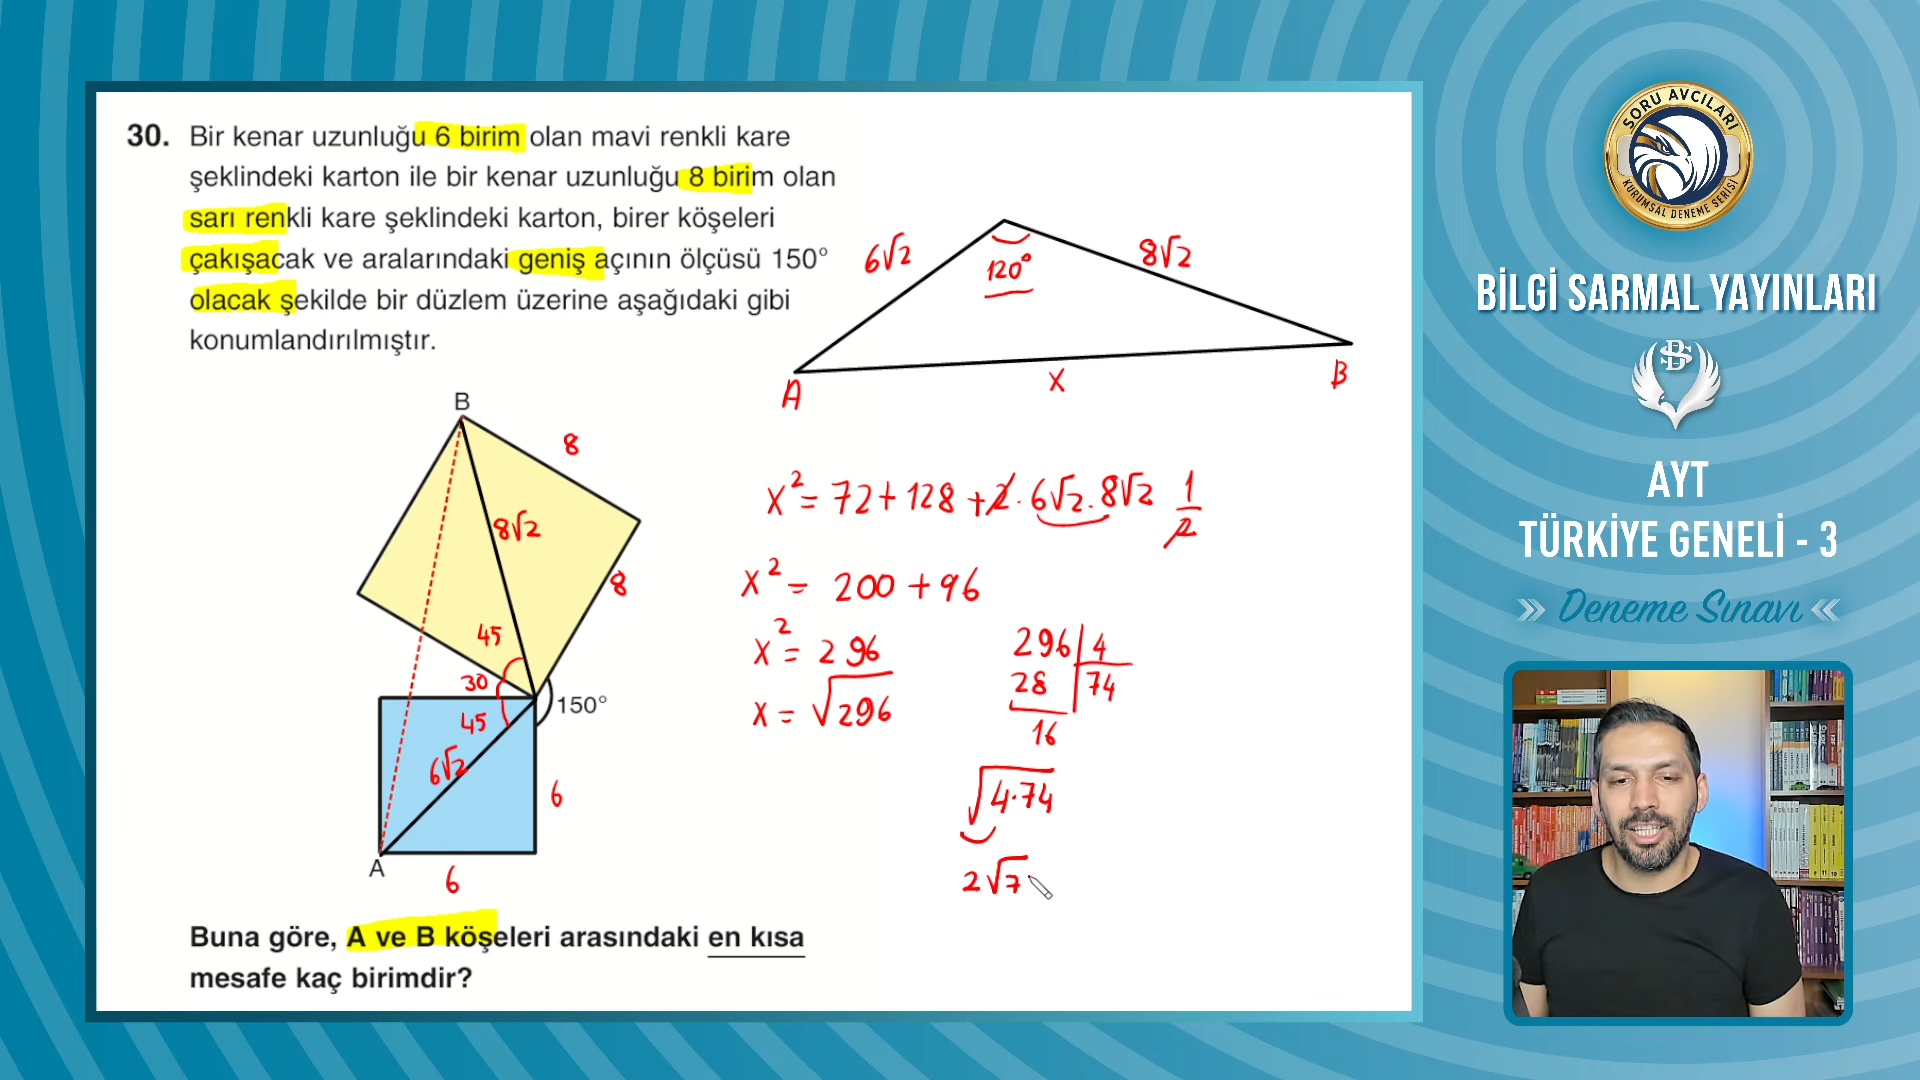 30. Bir kenar uzunluğu 6 birim olan mavi renkli kare
şeklindeki karton ile bir kenar uzunluğu 8 birim olan
sarı renkli kare şeklindeki karton, birer köşeleri
çakışacak ve aralarındaki geniş açının ölçüsü 150°
olacak şekilde bir düzlem üzerine aşağıdaki gibi
konumlandırılmıştır.
B
8
8√2
8
45
30
150°
45
6√2
6
A
6
Buna göre, A ve B köşeleri arasındaki en kısa
mesafe kaç birimdir?
6√2
120°
8√2
A
x
B
x² = 72 + 128 + 2 . 6√2 . 8√2 1/2
x² = 200 + 96
x² = 296
x = √296
296 4
28 74
16
√4.74
2√7
SORU AVCILARI
KURUMSAL DENEME SERİSİ
BİLGİ SARMAL YAYINLARI
BS
AYT
TÜRKİYE GENELİ - 3
Deneme Sınavı